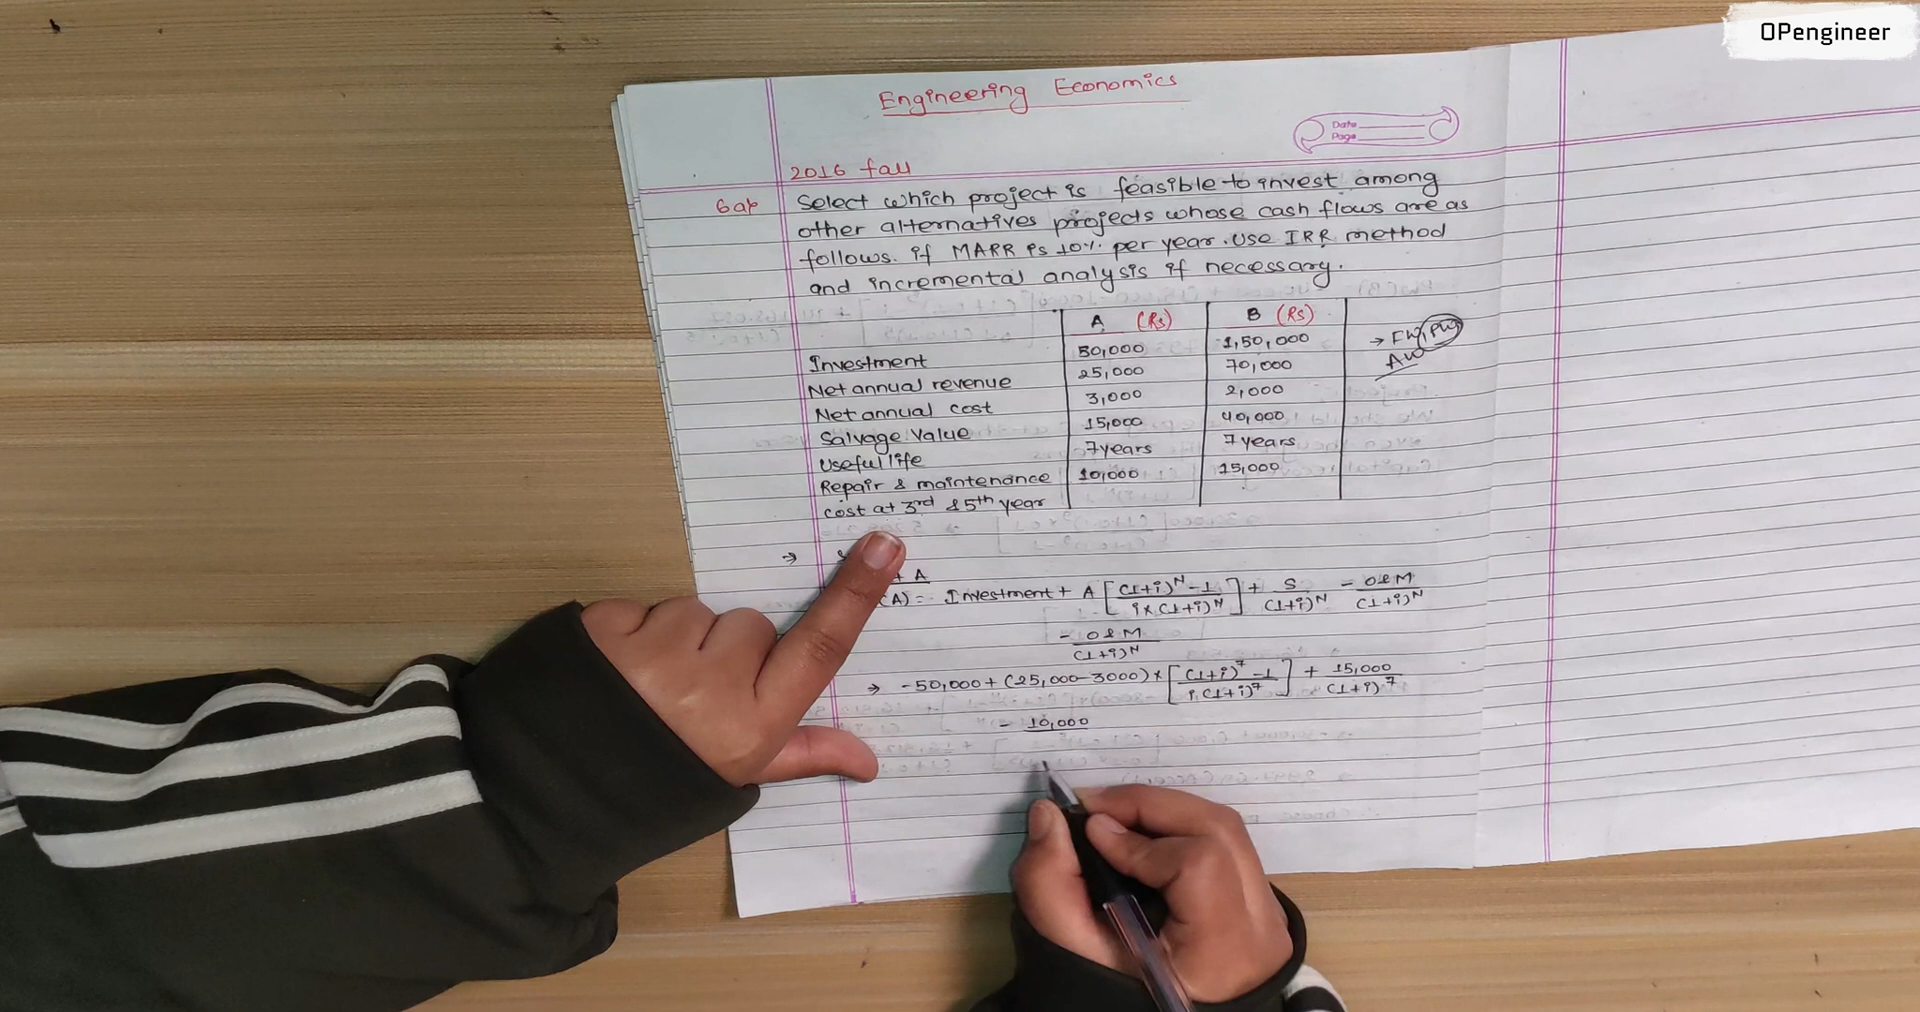 OPengineer
Engineering Economics
Date
Page
2016 fall
6a) Select which project is feasible to invest among
other alternatives projects whose cash flows are as
follows. if MARR is 10% per year. Use IRR method
and incremental analysis if necessary.
A (Rs) B (Rs)
Investment 50,000 1,50,000 → FW, PW
Net annual revenue 25,000 70,000 AW
Net annual cost 3,000 2,000
Salvage Value 15,000 40,000
Useful life 7years 7 years
Repair & maintenance 10,000 15,000
cost at 3rd & 5th year
→
A
(A) = - Investment + A [(1+i)^N - 1 / i×(1+i)^N] + S/(1+i)^N - O&M/(1+i)^N
- O&M/(1+i)^N
→ -50,000 + (25,000-3000) × [(1+i)^7 - 1 / i.(1+i)^7] + 15,000/(1+i)^7
- 10,000